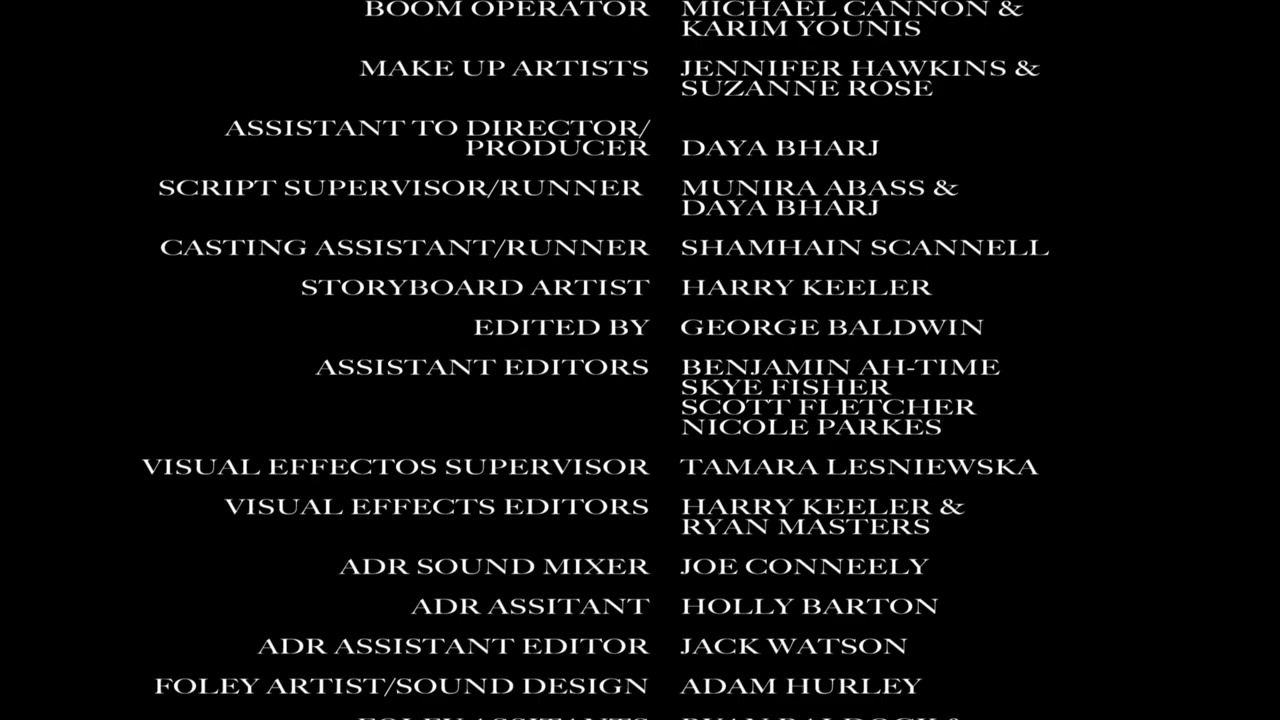 BOOM OPERATOR MICHAEL CANNON &
KARIM YOUNIS
MAKE UP ARTISTS JENNIFER HAWKINS &
SUZANNE ROSE
ASSISTANT TO DIRECTOR/
PRODUCER DAYA BHARJ
SCRIPT SUPERVISOR/RUNNER MUNIRA ABASS &
DAYA BHARJ
CASTING ASSISTANT/RUNNER SHAMHAIN SCANNELL
STORYBOARD ARTIST HARRY KEELER
EDITED BY GEORGE BALDWIN
ASSISTANT EDITORS BENJAMIN AH-TIME
SKYE FISHER
SCOTT FLETCHER
NICOLE PARKES
VISUAL EFFECTOS SUPERVISOR TAMARA LESNIEWSKA
VISUAL EFFECTS EDITORS HARRY KEELER &
RYAN MASTERS
ADR SOUND MIXER JOE CONNEELY
ADR ASSITANT HOLLY BARTON
ADR ASSISTANT EDITOR JACK WATSON
FOLEY ARTIST/SOUND DESIGN ADAM HURLEY